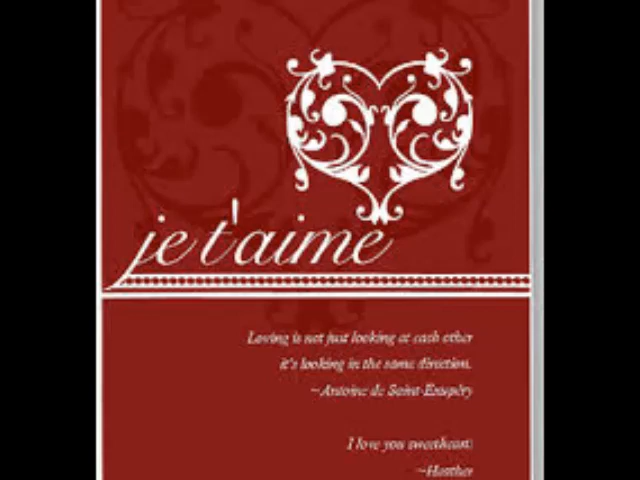 je t'aime
Loving is not just looking at each other
it's looking in the same direction.
~Antoine de Saint-Exupéry
I love you sweetheart!
~Heather